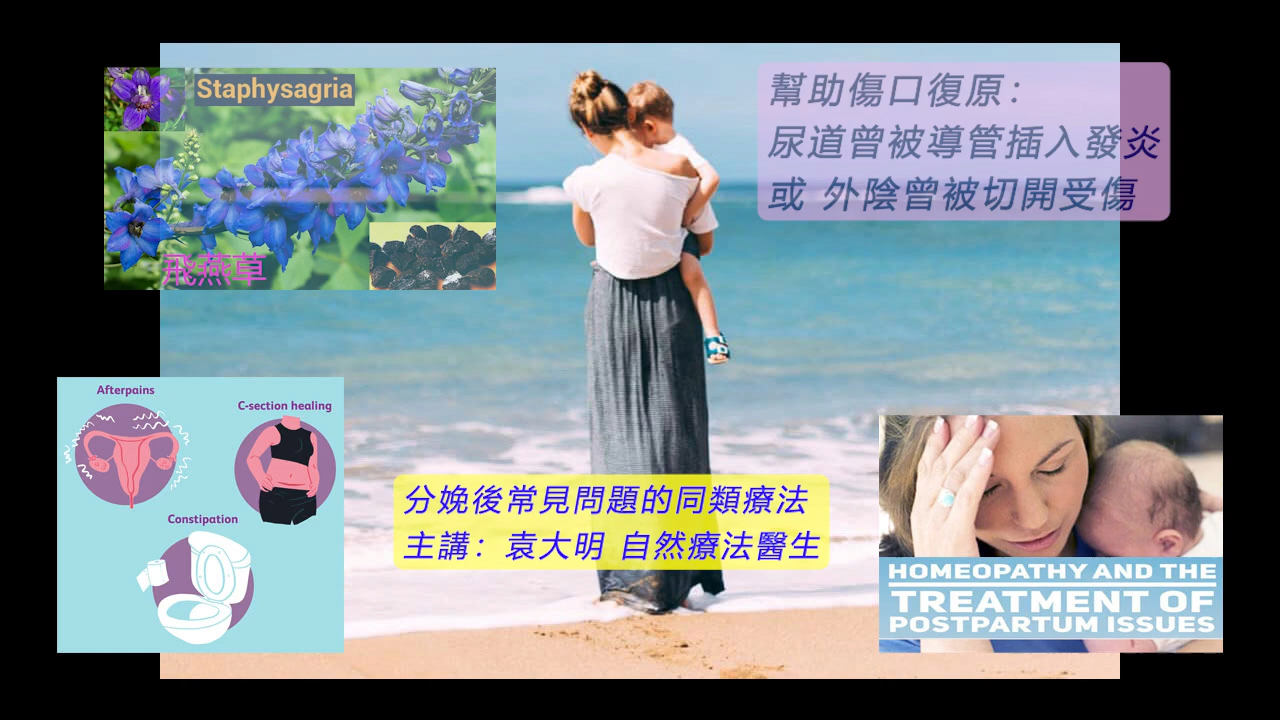 Staphysagria
飛燕草
幫助傷口復原：
尿道曾被導管插入發炎
或 外陰曾被切開受傷
Afterpains
C-section healing
Constipation
分娩後常見問題的同類療法
主講：袁大明 自然療法醫生
HOMEOPATHY AND THE
TREATMENT OF
POSTPARTUM ISSUES